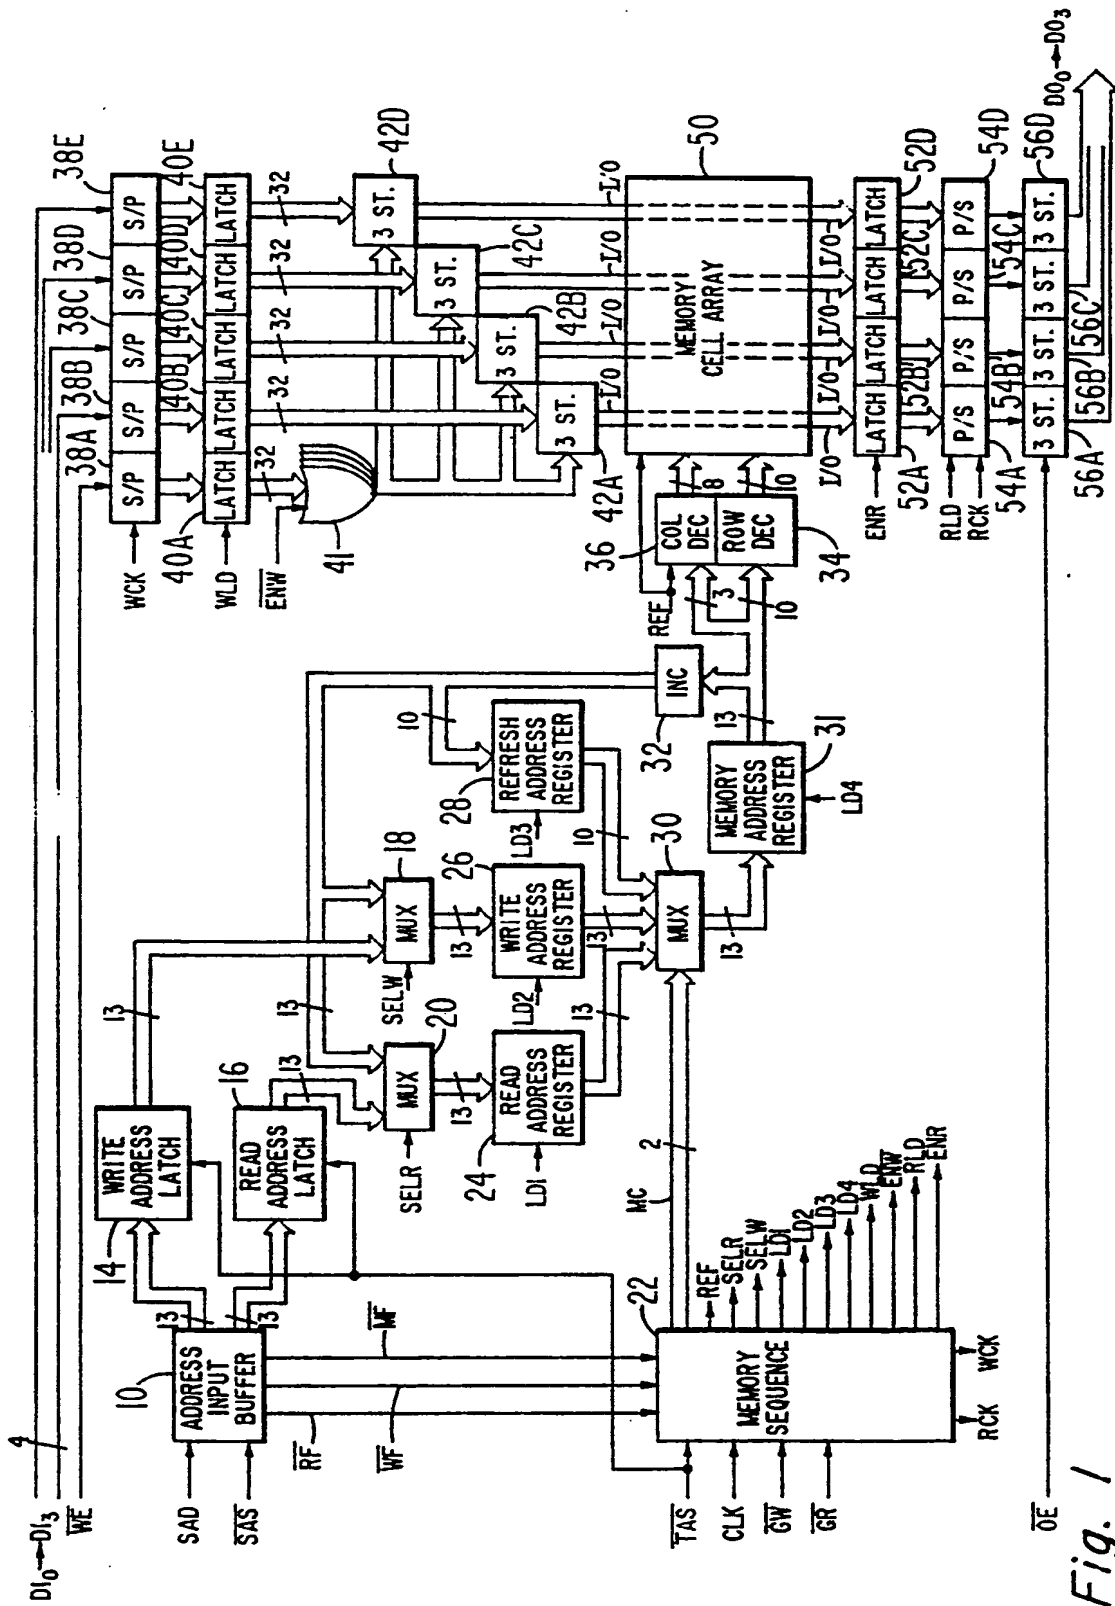 DI0→DI3
4
WE
SAD
SAS
10
ADDRESS
INPUT
BUFFER
13
13
14
WRITE
ADDRESS
LATCH
16
READ
ADDRESS
LATCH
13
13
13
RF
WF
MF
SELR
MUX
20
SELW
MUX
18
13
13
24
READ
ADDRESS
REGISTER
LD1
26
WRITE
ADDRESS
REGISTER
LD2
28
REFRESH
ADDRESS
REGISTER
LD3
10
13
13
10
MUX
30
13
MEMORY
ADDRESS
REGISTER
31
LD4
13
INC
32
TAS
CLK
GW
GR
22
MEMORY
SEQUENCE
MC
2
REF
SELR
SELW
LD1
LD2
LD3
LD4
WLD
ENW
RLD
ENR
RCK
WCK
WCK
S/P
S/P
S/P
S/P
S/P
38A
38B
38C
38D
38E
WLD
LATCH
LATCH
LATCH
LATCH
LATCH
40A
40B
40C
40D
40E
ENW
41
32
32
32
32
32
3 ST.
3 ST.
3 ST.
3 ST.
42A
42B
42C
42D
I/O
I/O
I/O
I/O
REF
36
COL
DEC
ROW
DEC
34
3
10
8
10
MEMORY
CELL ARRAY
50
I/O
I/O
I/O
I/O
ENR
LATCH
LATCH
LATCH
LATCH
52A
52B
52C
52D
RLD
RCK
P/S
P/S
P/S
P/S
54A
54B
54C
54D
OE
3 ST.
3 ST.
3 ST.
3 ST.
56A
56B
56C
56D
DO0→DO3
Fig. 1